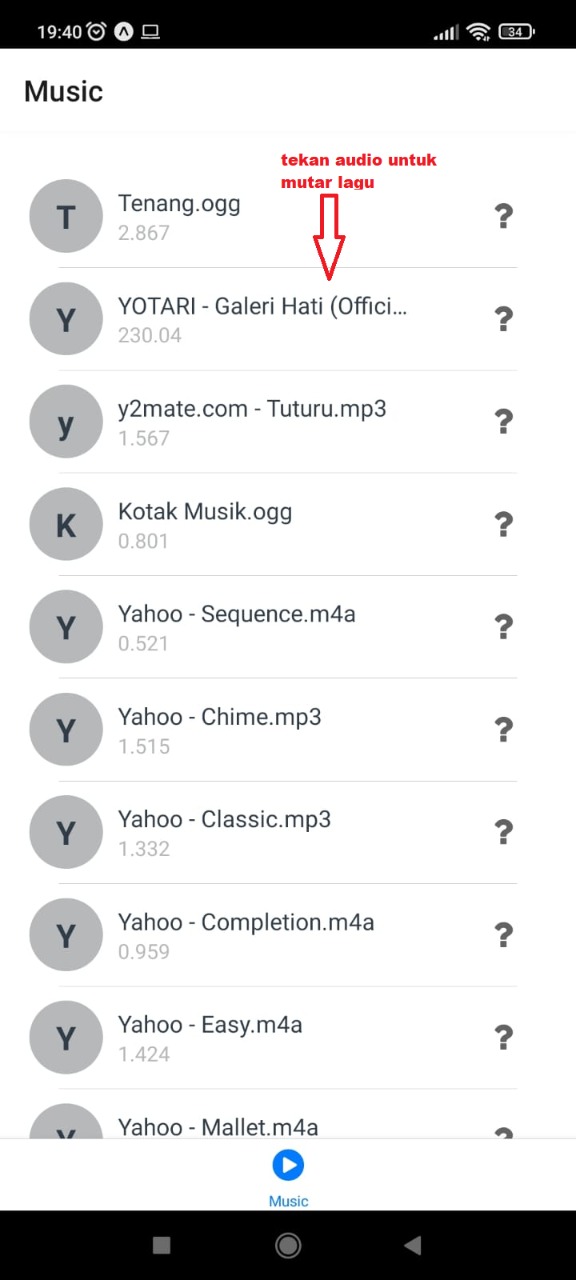 19:40
34
Music
tekan audio untuk
mutar lagu
T
Tenang.ogg
?
2.867
Y
YOTARI - Galeri Hati (Offici...
?
230.04
y
y2mate.com - Tuturu.mp3
?
1.567
K
Kotak Musik.ogg
?
0.801
Y
Yahoo - Sequence.m4a
?
0.521
Y
Yahoo - Chime.mp3
?
1.515
Y
Yahoo - Classic.mp3
?
1.332
Y
Yahoo - Completion.m4a
?
0.959
Y
Yahoo - Easy.m4a
?
1.424
Y
Yahoo - Mallet.m4a
?
Music